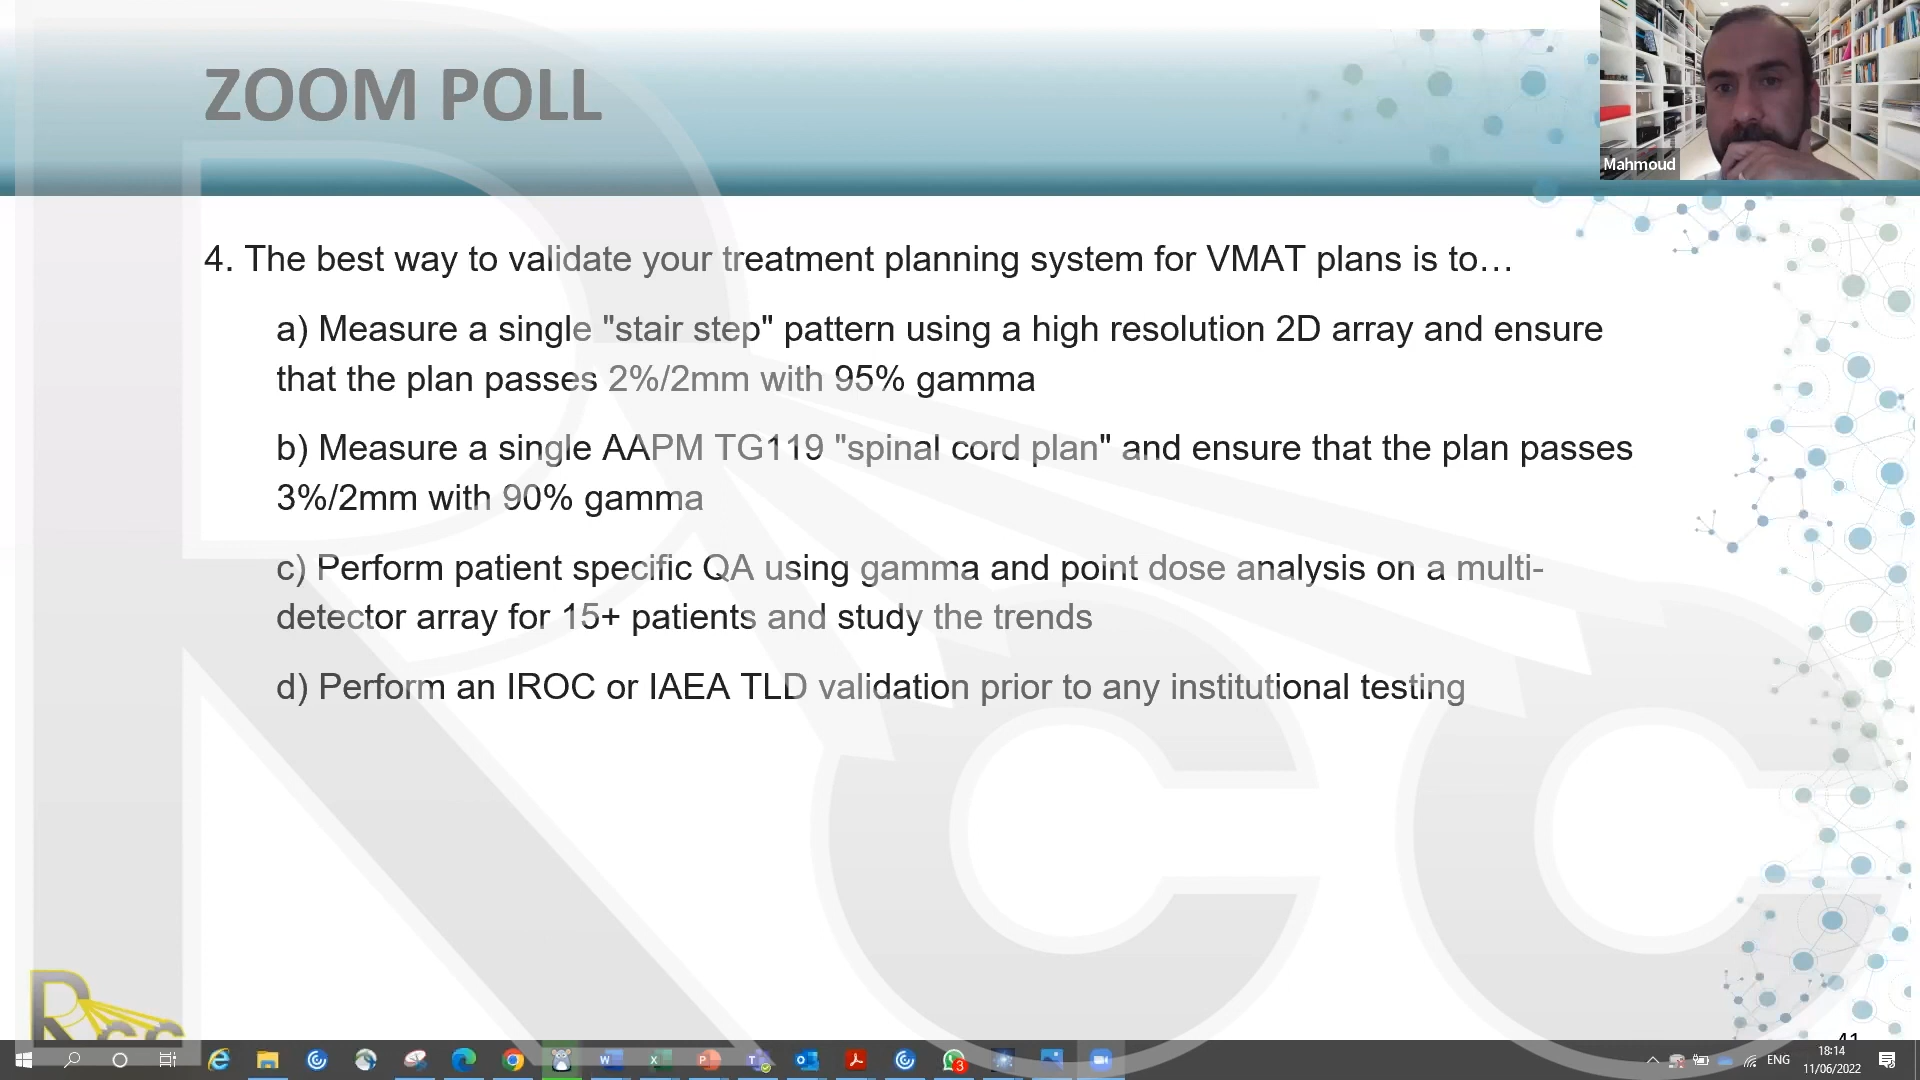 ZOOM POLL
Mahmoud
4. The best way to validate your treatment planning system for VMAT plans is to…
a) Measure a single "stair step" pattern using a high resolution 2D array and ensure
that the plan passes 2%/2mm with 95% gamma
b) Measure a single AAPM TG119 "spinal cord plan" and ensure that the plan passes
3%/2mm with 90% gamma
c) Perform patient specific QA using gamma and point dose analysis on a multi-
detector array for 15+ patients and study the trends
d) Perform an IROC or IAEA TLD validation prior to any institutional testing
RCC
Rcc
41
3
ENG
18:14
11/06/2022